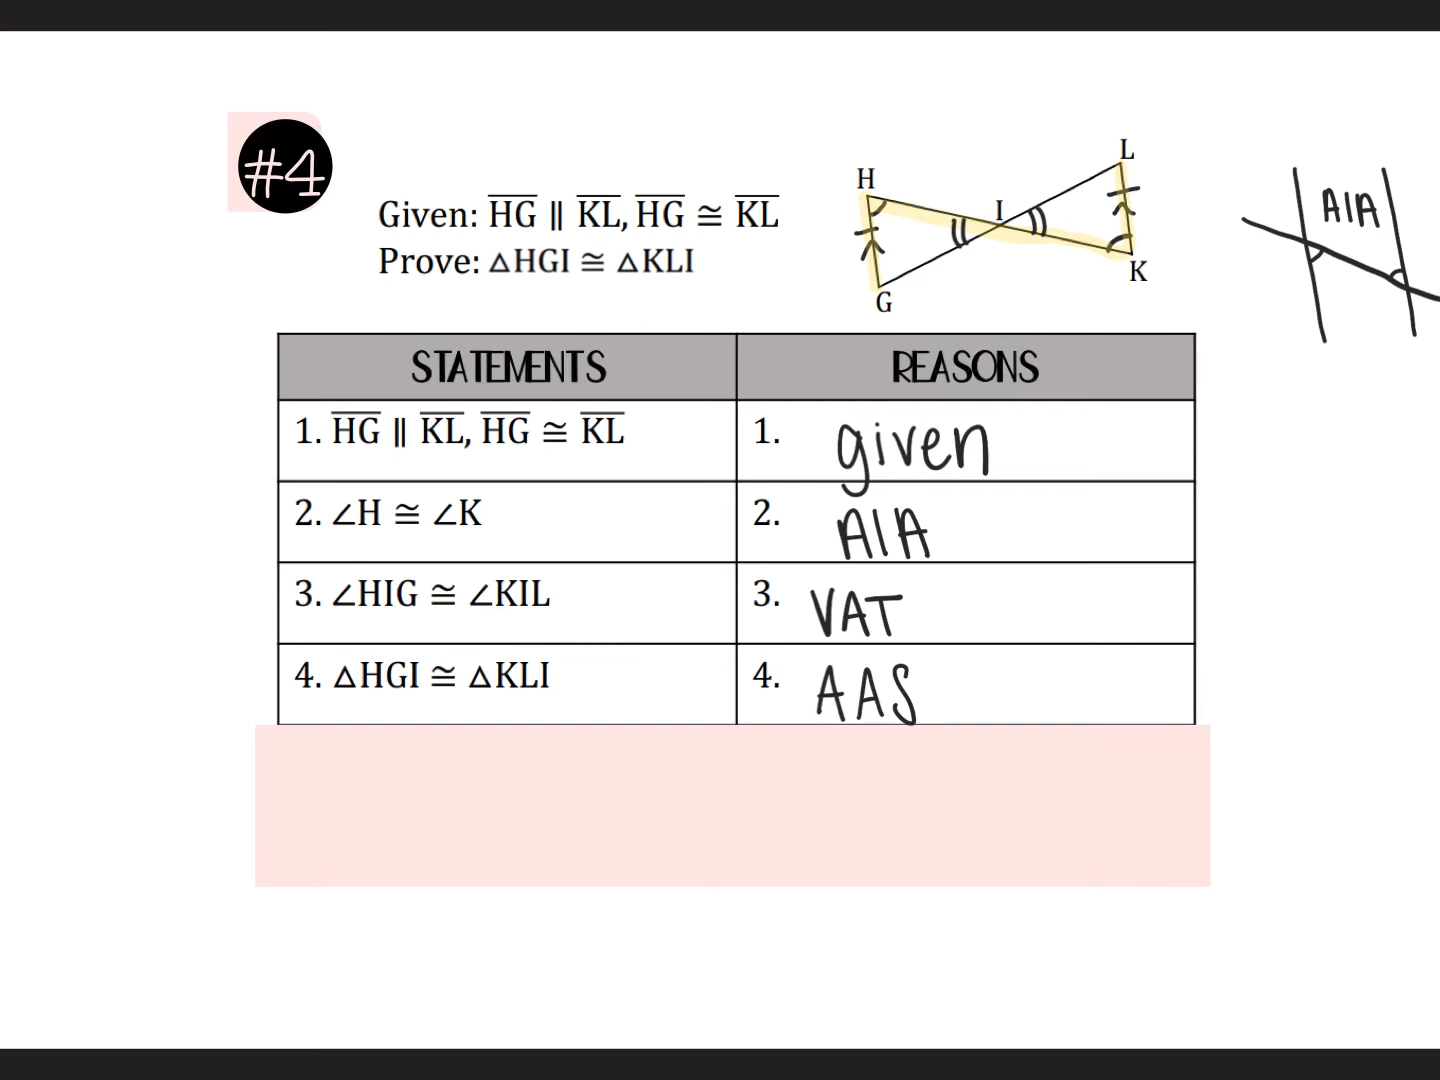 #4
Given: HG ∥ KL, HG ≅ KL
Prove: △HGI ≅ △KLI
H
I
L
K
G
AIA
STATEMENTS
REASONS
1. HG ∥ KL, HG ≅ KL
1. given
2. ∠H ≅ ∠K
2. AIA
3. ∠HIG ≅ ∠KIL
3. VAT
4. △HGI ≅ △KLI
4. AAS